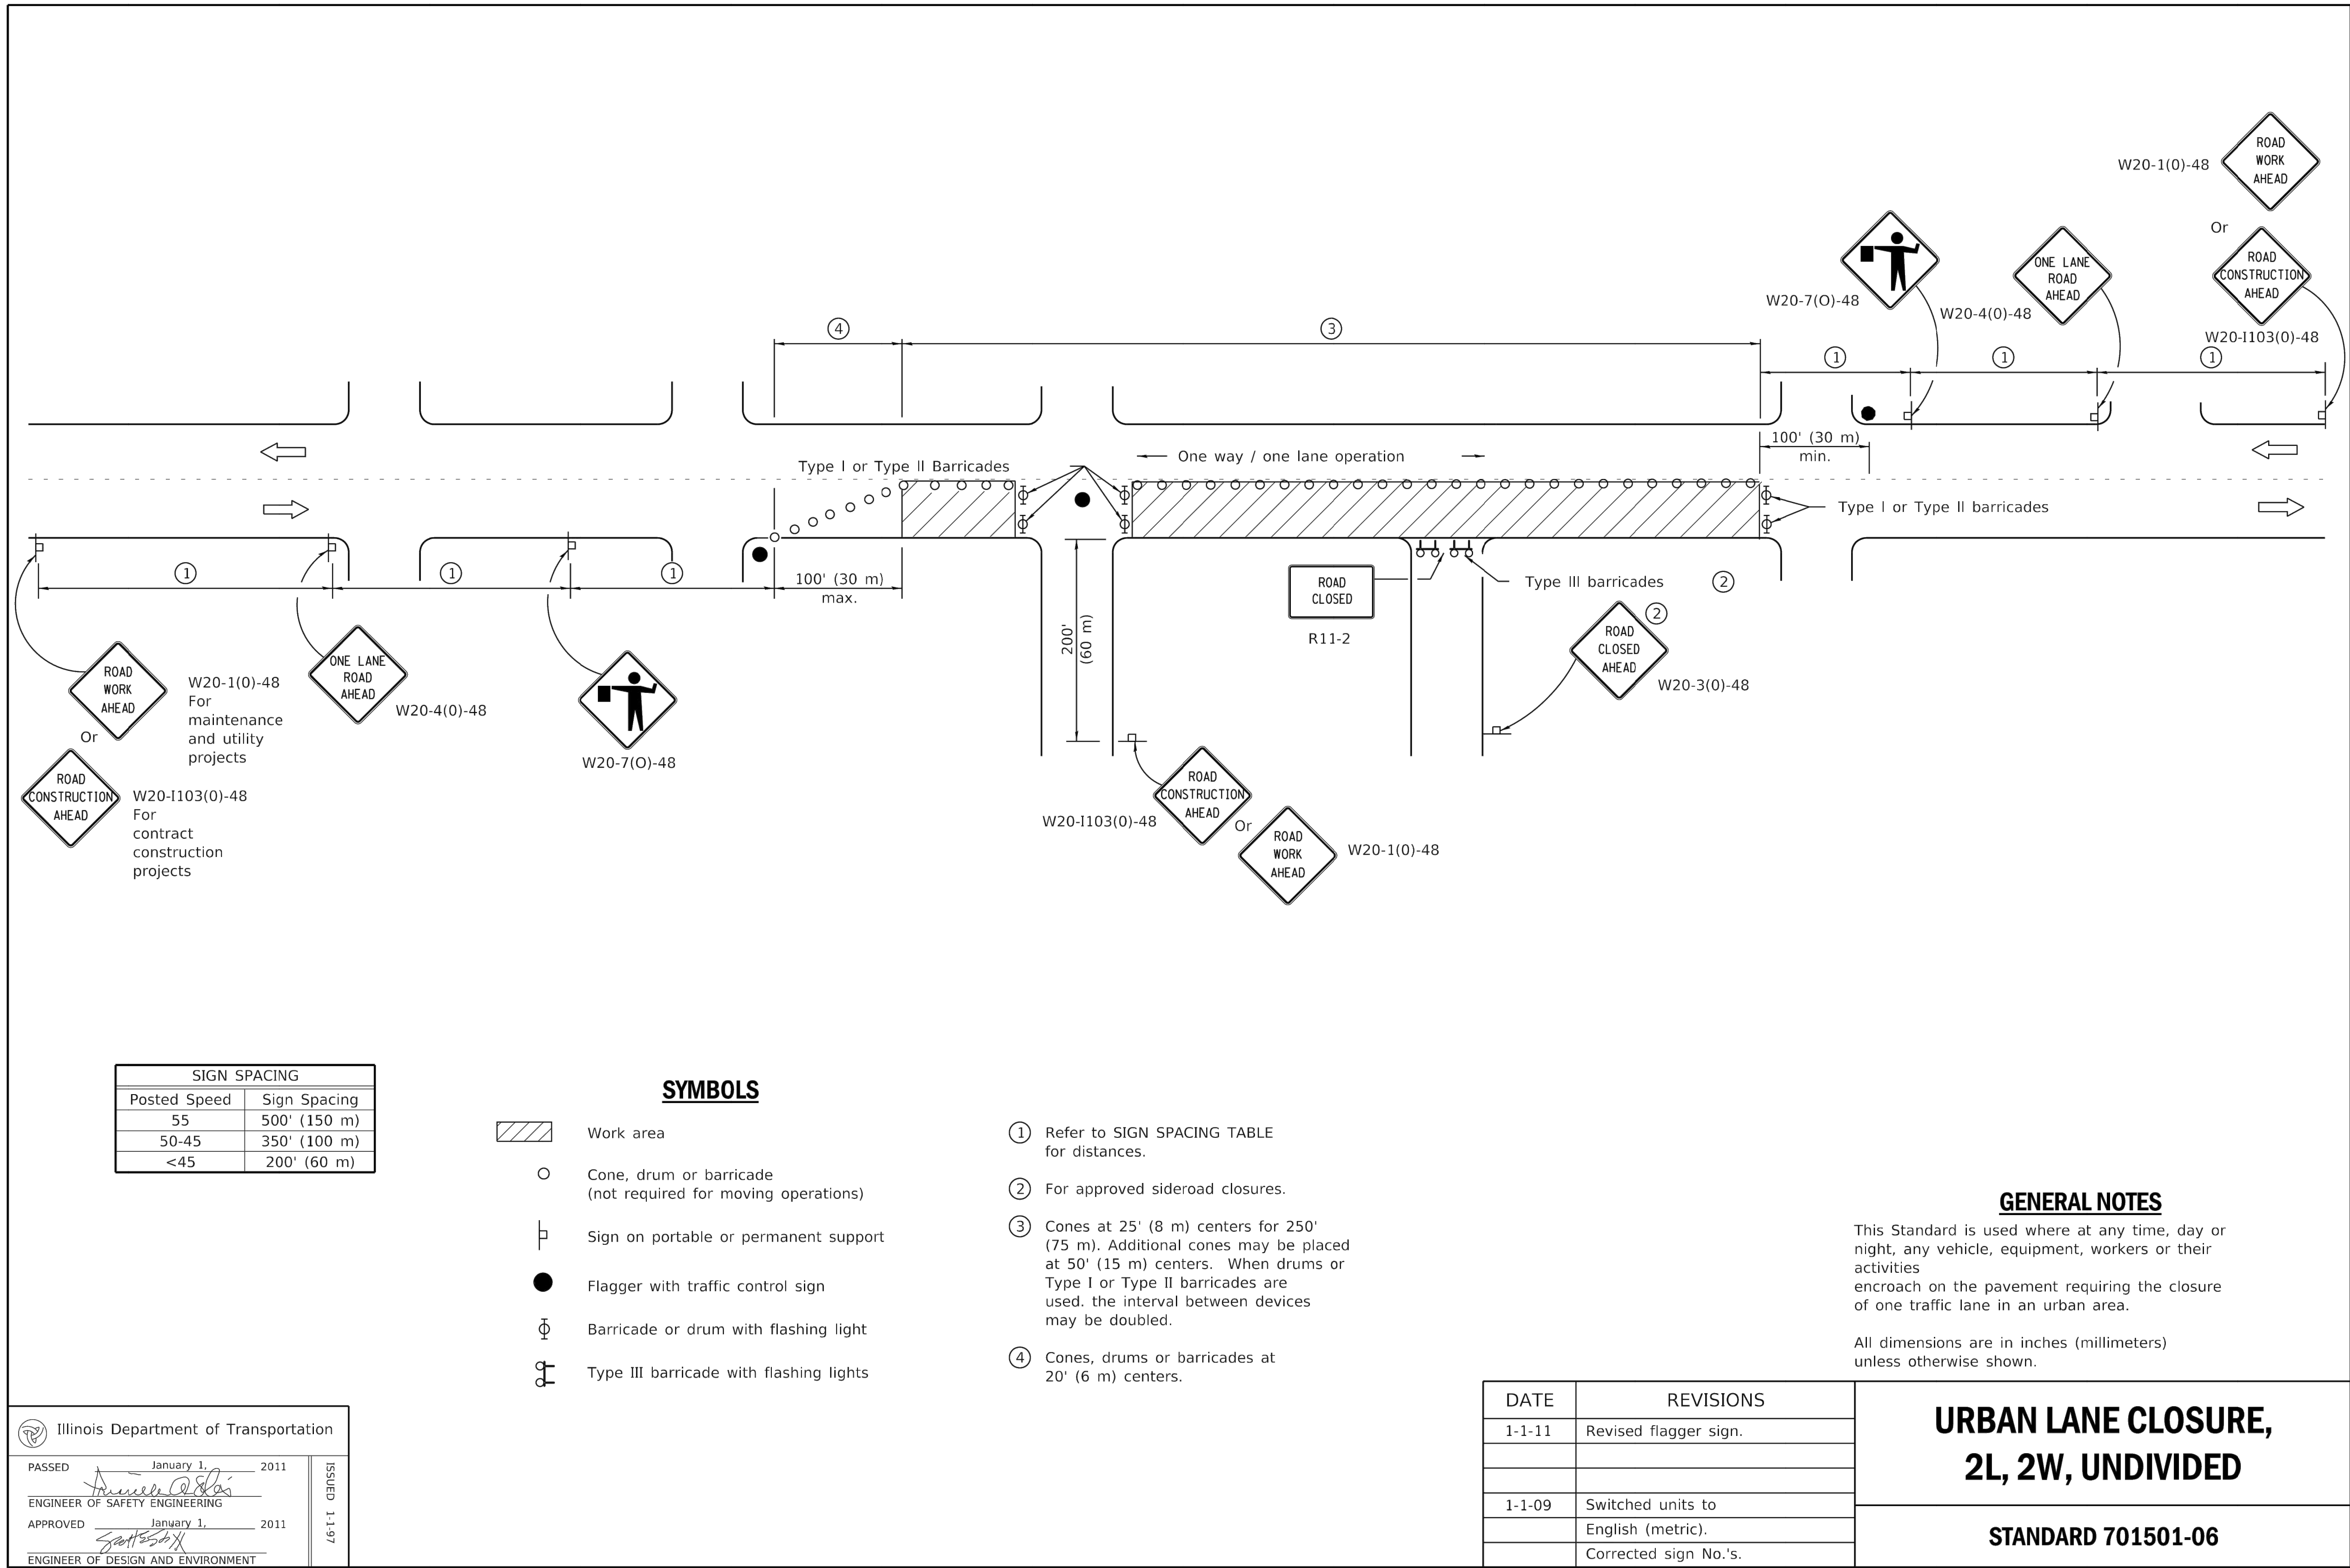 W20-1(0)-48
ROAD
WORK
AHEAD
Or
ROAD
CONSTRUCTION
AHEAD
W20-I103(0)-48
W20-7(O)-48
ONE LANE
ROAD
AHEAD
W20-4(0)-48
4
3
1
1
1
100' (30 m)
min.
Type I or Type II Barricades
One way / one lane operation
Type I or Type II barricades
1
1
1
100' (30 m)
max.
200'
(60 m)
ROAD
CLOSED
R11-2
Type III barricades
2
2
ROAD
CLOSED
AHEAD
W20-3(0)-48
ROAD
WORK
AHEAD
Or
W20-1(0)-48
For
maintenance
and utility
projects
ROAD
CONSTRUCTION
AHEAD
W20-I103(0)-48
For
contract
construction
projects
ONE LANE
ROAD
AHEAD
W20-4(0)-48
W20-7(O)-48
ROAD
CONSTRUCTION
AHEAD
W20-I103(0)-48
Or
ROAD
WORK
AHEAD
W20-1(0)-48
SIGN SPACING
Posted Speed Sign Spacing
55 500' (150 m)
50-45 350' (100 m)
<45 200' (60 m)
SYMBOLS
Work area
Cone, drum or barricade
(not required for moving operations)
Sign on portable or permanent support
Flagger with traffic control sign
Barricade or drum with flashing light
Type III barricade with flashing lights
1 Refer to SIGN SPACING TABLE
for distances.
2 For approved sideroad closures.
3 Cones at 25' (8 m) centers for 250'
(75 m). Additional cones may be placed
at 50' (15 m) centers. When drums or
Type I or Type II barricades are
used. the interval between devices
may be doubled.
4 Cones, drums or barricades at
20' (6 m) centers.
GENERAL NOTES
This Standard is used where at any time, day or
night, any vehicle, equipment, workers or their
activities
encroach on the pavement requiring the closure
of one traffic lane in an urban area.
All dimensions are in inches (millimeters)
unless otherwise shown.
Illinois Department of Transportation
PASSED January 1, 2011
ENGINEER OF SAFETY ENGINEERING
APPROVED January 1, 2011
ENGINEER OF DESIGN AND ENVIRONMENT
ISSUED 1-1-97
DATE REVISIONS
1-1-11 Revised flagger sign.
1-1-09 Switched units to
English (metric).
Corrected sign No.'s.
URBAN LANE CLOSURE,
2L, 2W, UNDIVIDED
STANDARD 701501-06